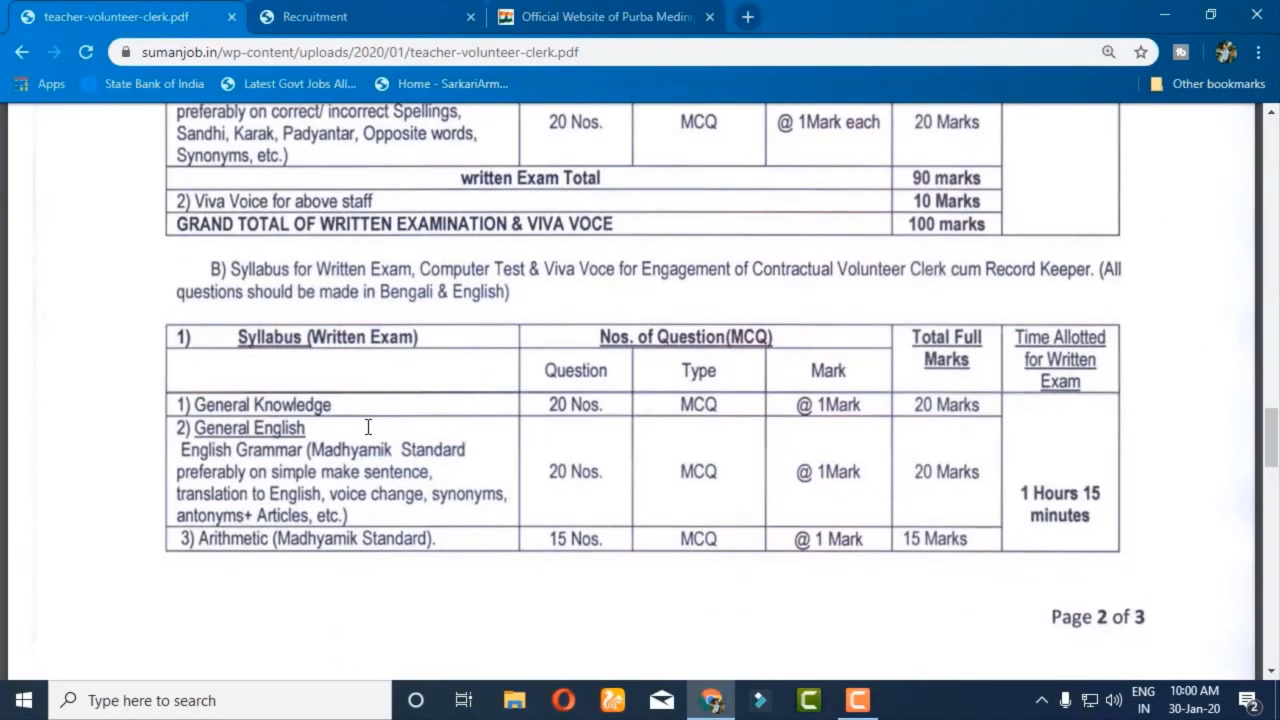 teacher-volunteer-clerk.pdf
Recruitment
Official Website of Purba Medini
sumanjob.in/wp-content/uploads/2020/01/teacher-volunteer-clerk.pdf
Apps State Bank of India Latest Govt Jobs All... Home - SarkariArm... Other bookmarks
preferably on correct/ incorrect Spellings,
Sandhi, Karak, Padyantar, Opposite words,
Synonyms, etc.)
20 Nos. MCQ @ 1Mark each 20 Marks
written Exam Total 90 marks
2) Viva Voice for above staff 10 Marks
GRAND TOTAL OF WRITTEN EXAMINATION & VIVA VOCE 100 marks
B) Syllabus for Written Exam, Computer Test & Viva Voce for Engagement of Contractual Volunteer Clerk cum Record Keeper. (All
questions should be made in Bengali & English)
1) Syllabus (Written Exam)
Nos. of Question(MCQ)
Total Full
Marks
Time Allotted
for Written
Exam
Question Type Mark
1) General Knowledge 20 Nos. MCQ @ 1Mark 20 Marks
2) General English
English Grammar (Madhyamik Standard
preferably on simple make sentence,
translation to English, voice change, synonyms,
antonyms+ Articles, etc.)
20 Nos. MCQ @ 1Mark 20 Marks
1 Hours 15
minutes
3) Arithmetic (Madhyamik Standard). 15 Nos. MCQ @ 1 Mark 15 Marks
Page 2 of 3
Type here to search
ENG
IN
10:00 AM
30-Jan-20
2